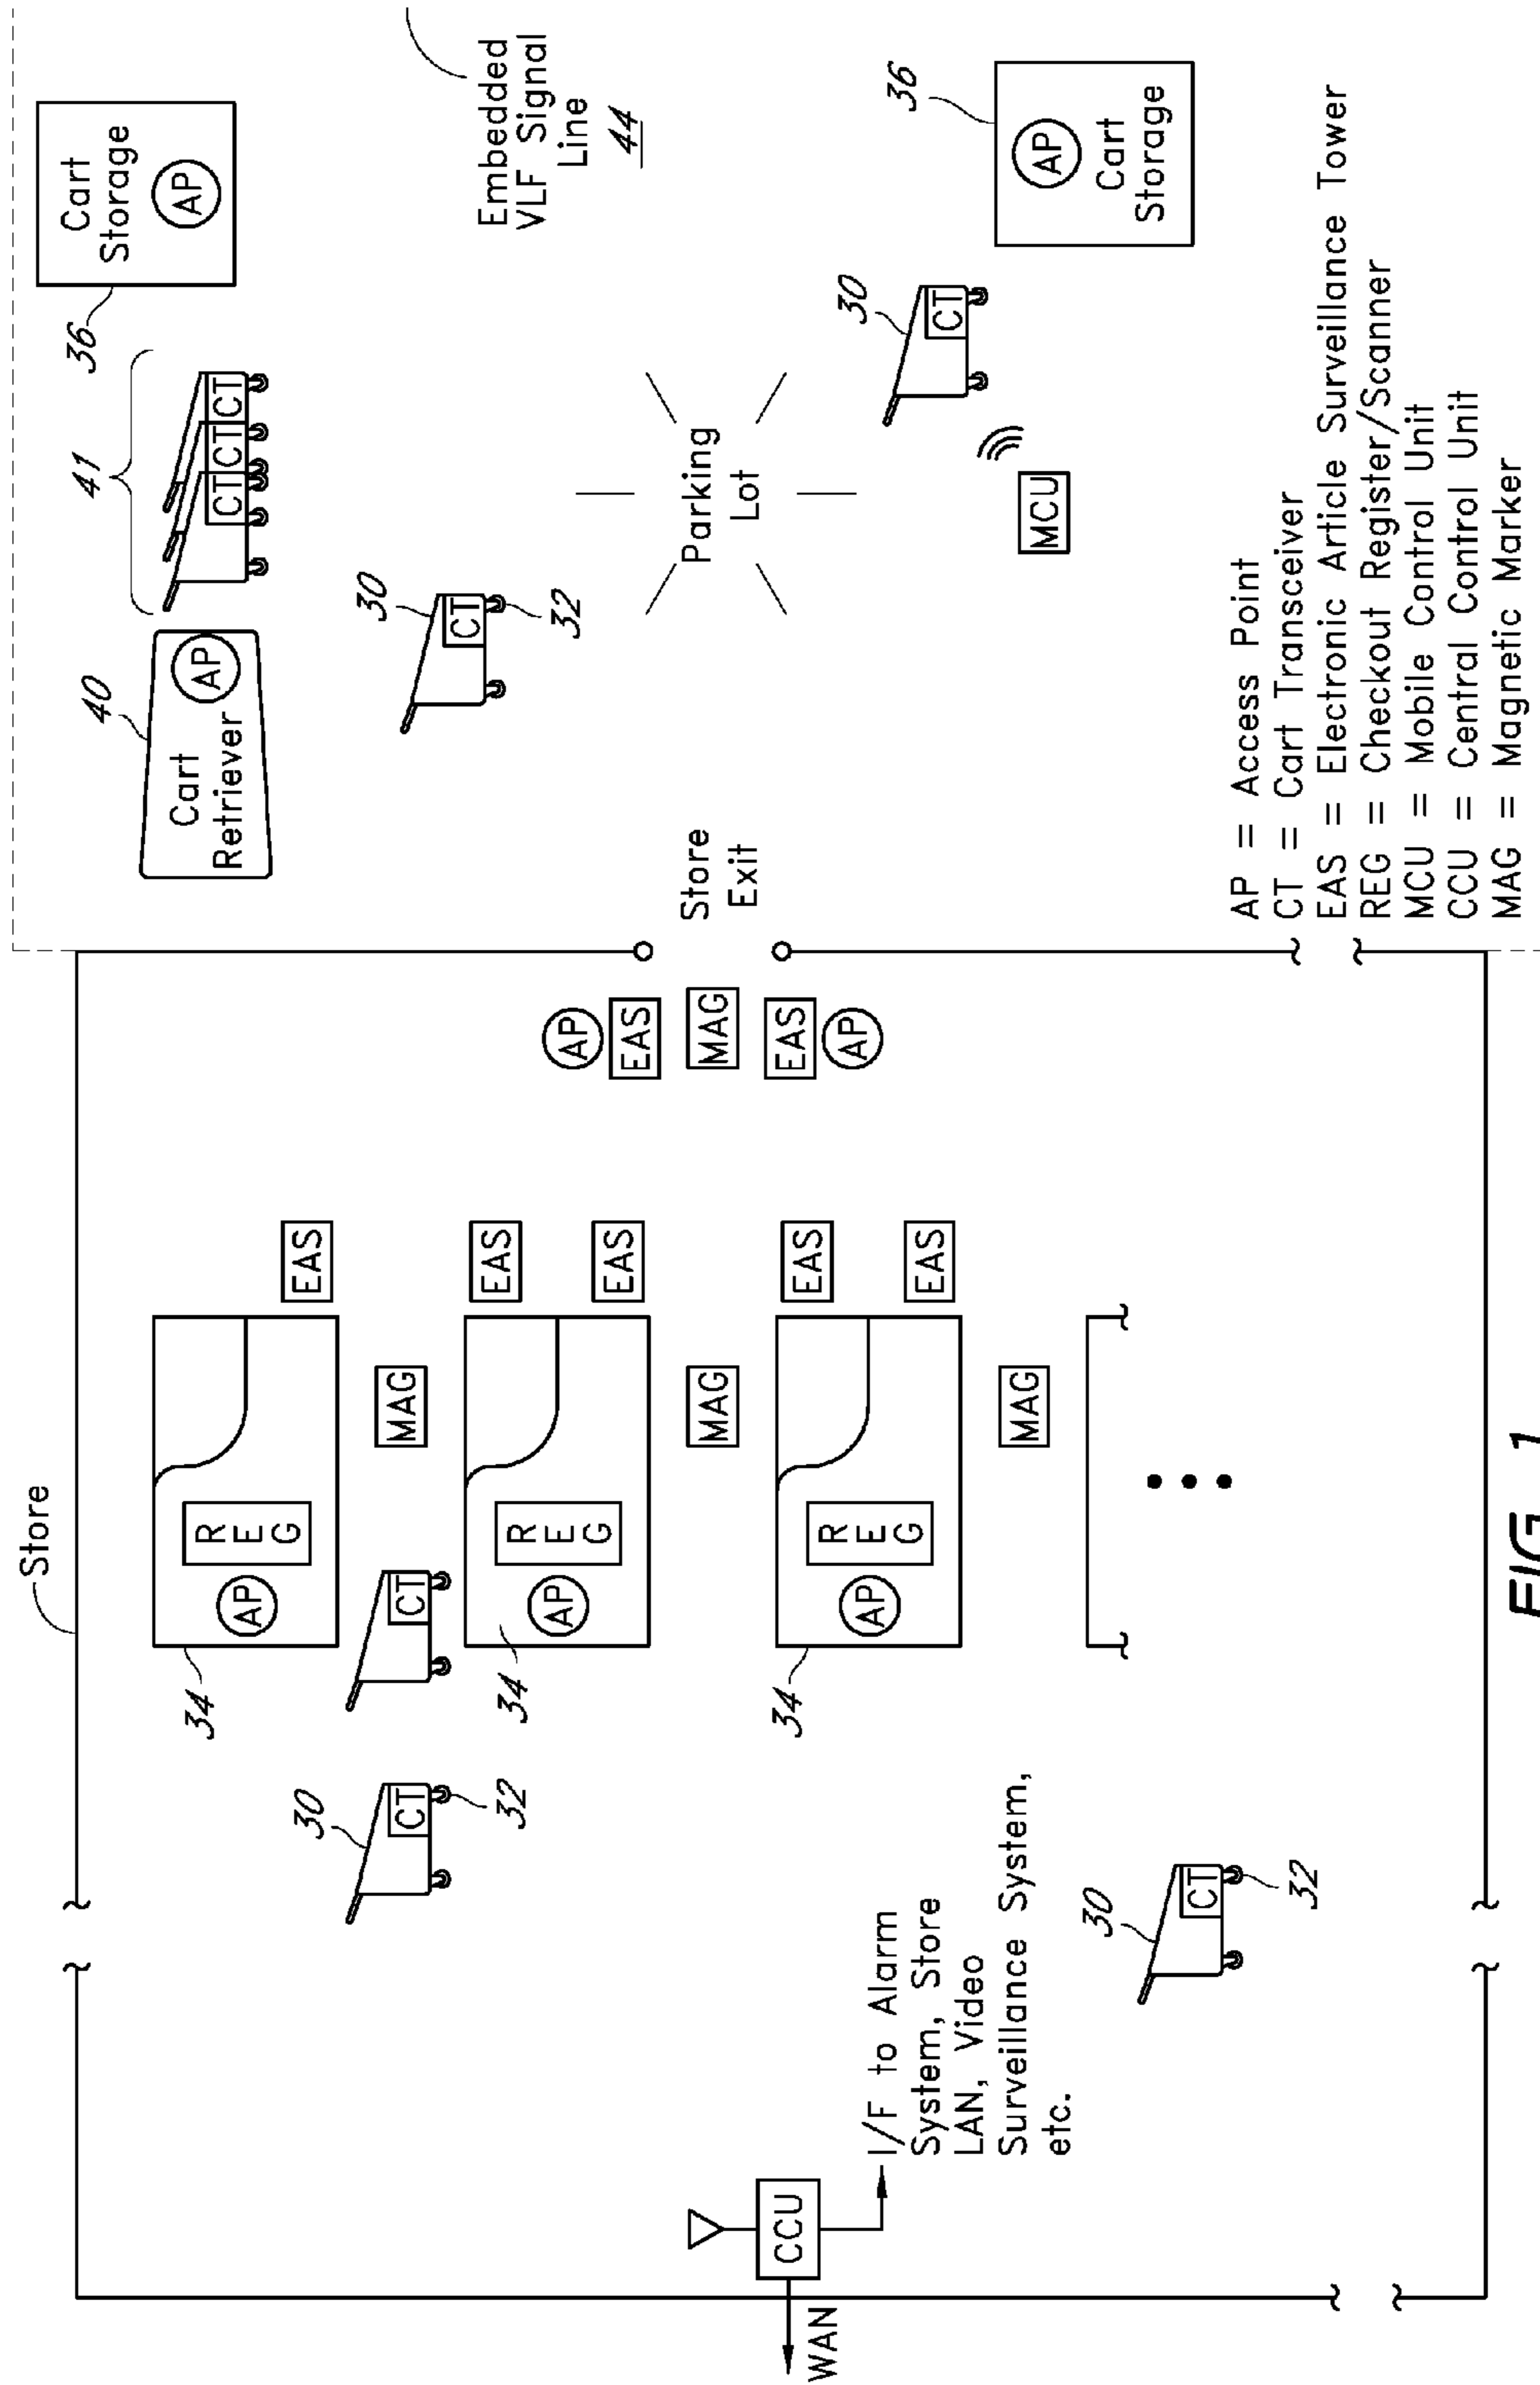 Store
34
REG
AP
EAS
CT
MAG
30
CT
32
34
REG
AP
EAS
EAS
MAG
34
REG
AP
EAS
EAS
MAG
CCU
WAN
I/F to Alarm
System, Store
LAN, Video
Surveillance System,
etc.
30
CT
32
AP
EAS
MAG
EAS
AP
Store
Exit
40
Cart
Retriever
AP
41
CT
CT
CT
36
Cart
Storage
AP
30
CT
32
Embedded
VLF Signal
Line
44
Parking
Lot
MCU
30
CT
36
AP
Cart
Storage
AP = Access Point
CT = Cart Transceiver
EAS = Electronic Article Surveillance Tower
REG = Checkout Register/Scanner
MCU = Mobile Control Unit
CCU = Central Control Unit
MAG = Magnetic Marker
FIG. 1